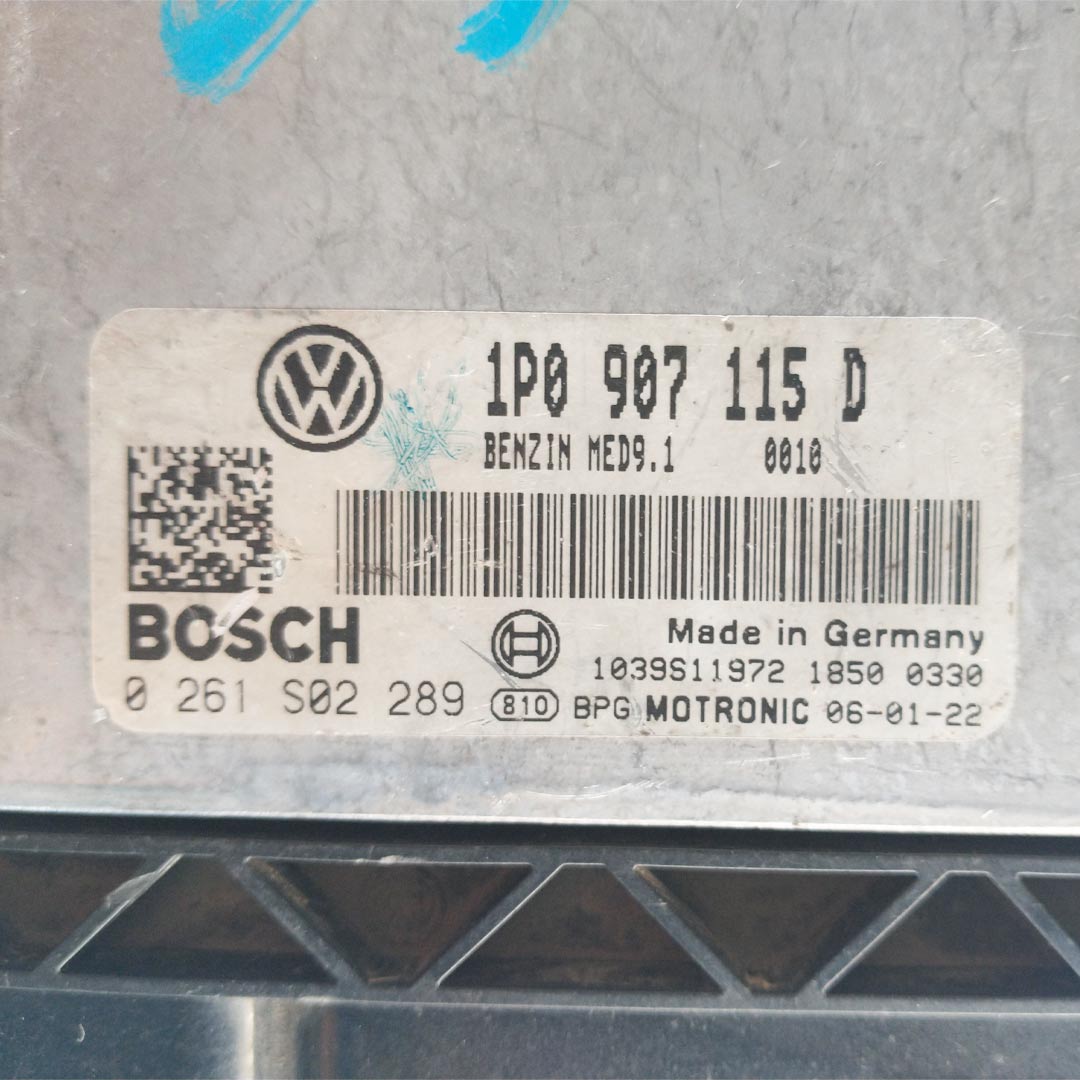 1P0 907 115 D
BENZIN MED9.1 0010
BOSCH
Made in Germany
1039S11972 1850 0330
0 261 S02 289
810 BPG MOTRONIC 06-01-22